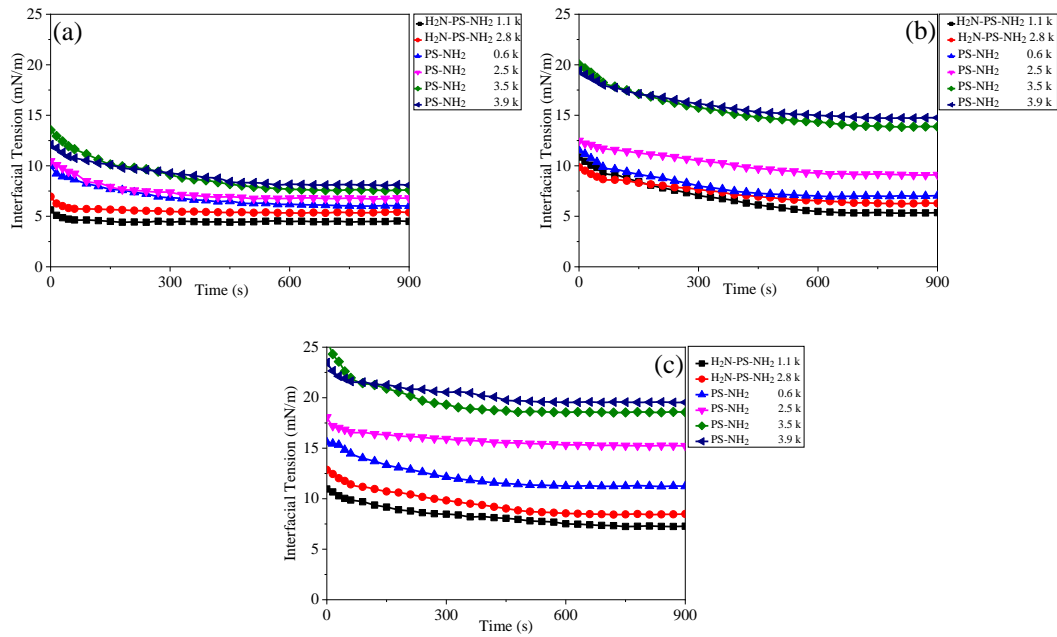 (a)
Interfacial Tension (mN/m)
25
20
15
10
5
0
0 300 600 900
Time (s)
H₂N-PS-NH₂ 1.1 k
H₂N-PS-NH₂ 2.8 k
PS-NH₂ 0.6 k
PS-NH₂ 2.5 k
PS-NH₂ 3.5 k
PS-NH₂ 3.9 k
(b)
Interfacial Tension (mN/m)
25
20
15
10
5
0
0 300 600 900
Time (s)
H₂N-PS-NH₂ 1.1 k
H₂N-PS-NH₂ 2.8 k
PS-NH₂ 0.6 k
PS-NH₂ 2.5 k
PS-NH₂ 3.5 k
PS-NH₂ 3.9 k
(c)
Interfacial Tension (mN/m)
25
20
15
10
5
0
0 300 600 900
Time (s)
H₂N-PS-NH₂ 1.1 k
H₂N-PS-NH₂ 2.8 k
PS-NH₂ 0.6 k
PS-NH₂ 2.5 k
PS-NH₂ 3.5 k
PS-NH₂ 3.9 k